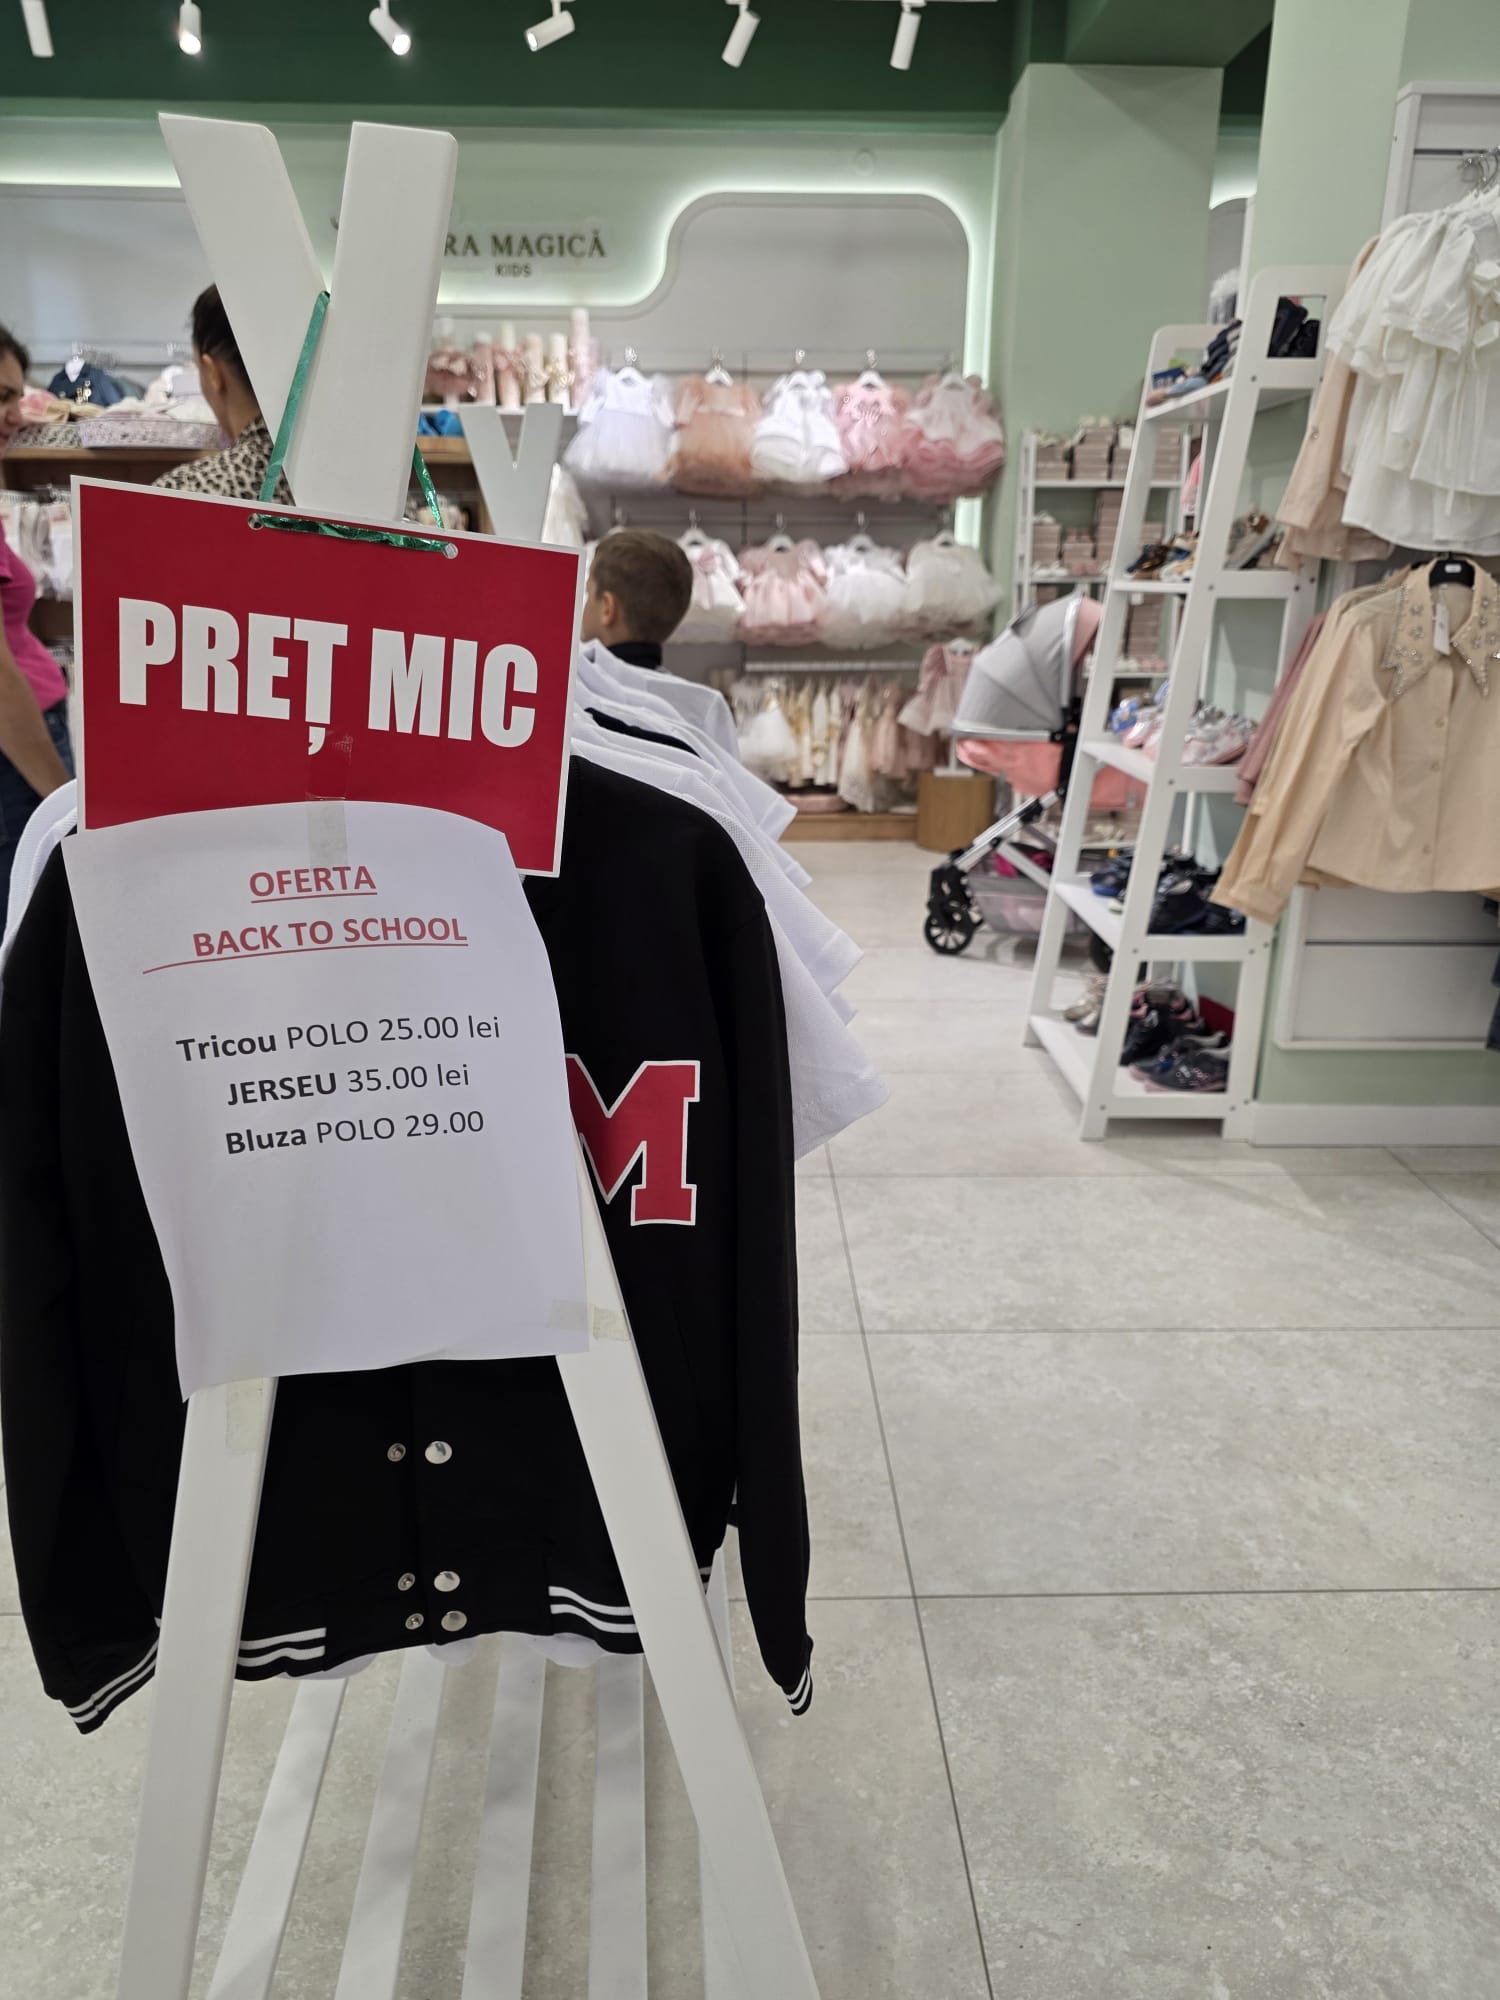 RA MAGICĂ
KIDS
PREȚ MIC
OFERTA
BACK TO SCHOOL
Tricou POLO 25.00 lei
JERSEU 35.00 lei
Bluza POLO 29.00
M